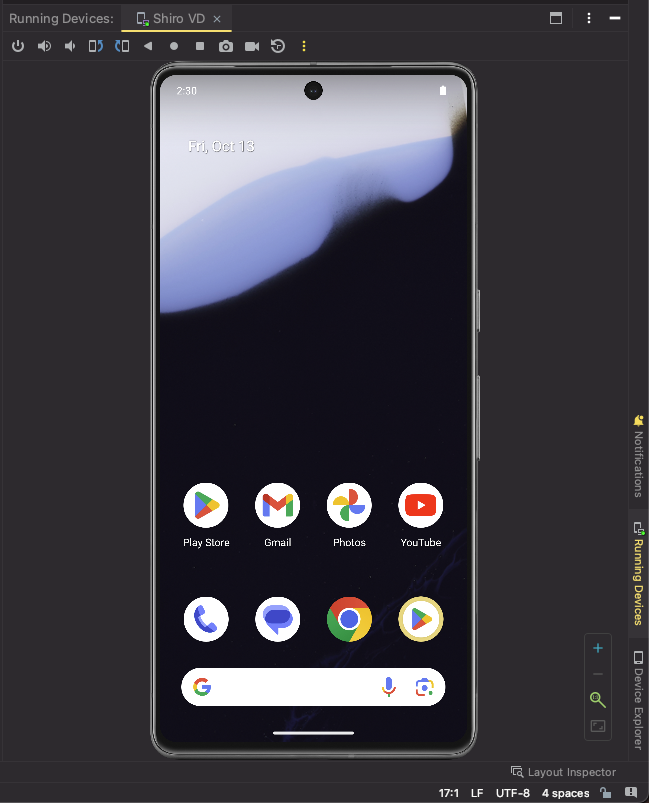 Running Devices:
Shiro VD
2:30
Fri, Oct 13
Play Store
Gmail
Photos
YouTube
Notifications
Running Devices
Device Explorer
Layout Inspector
17:1 LF UTF-8 4 spaces